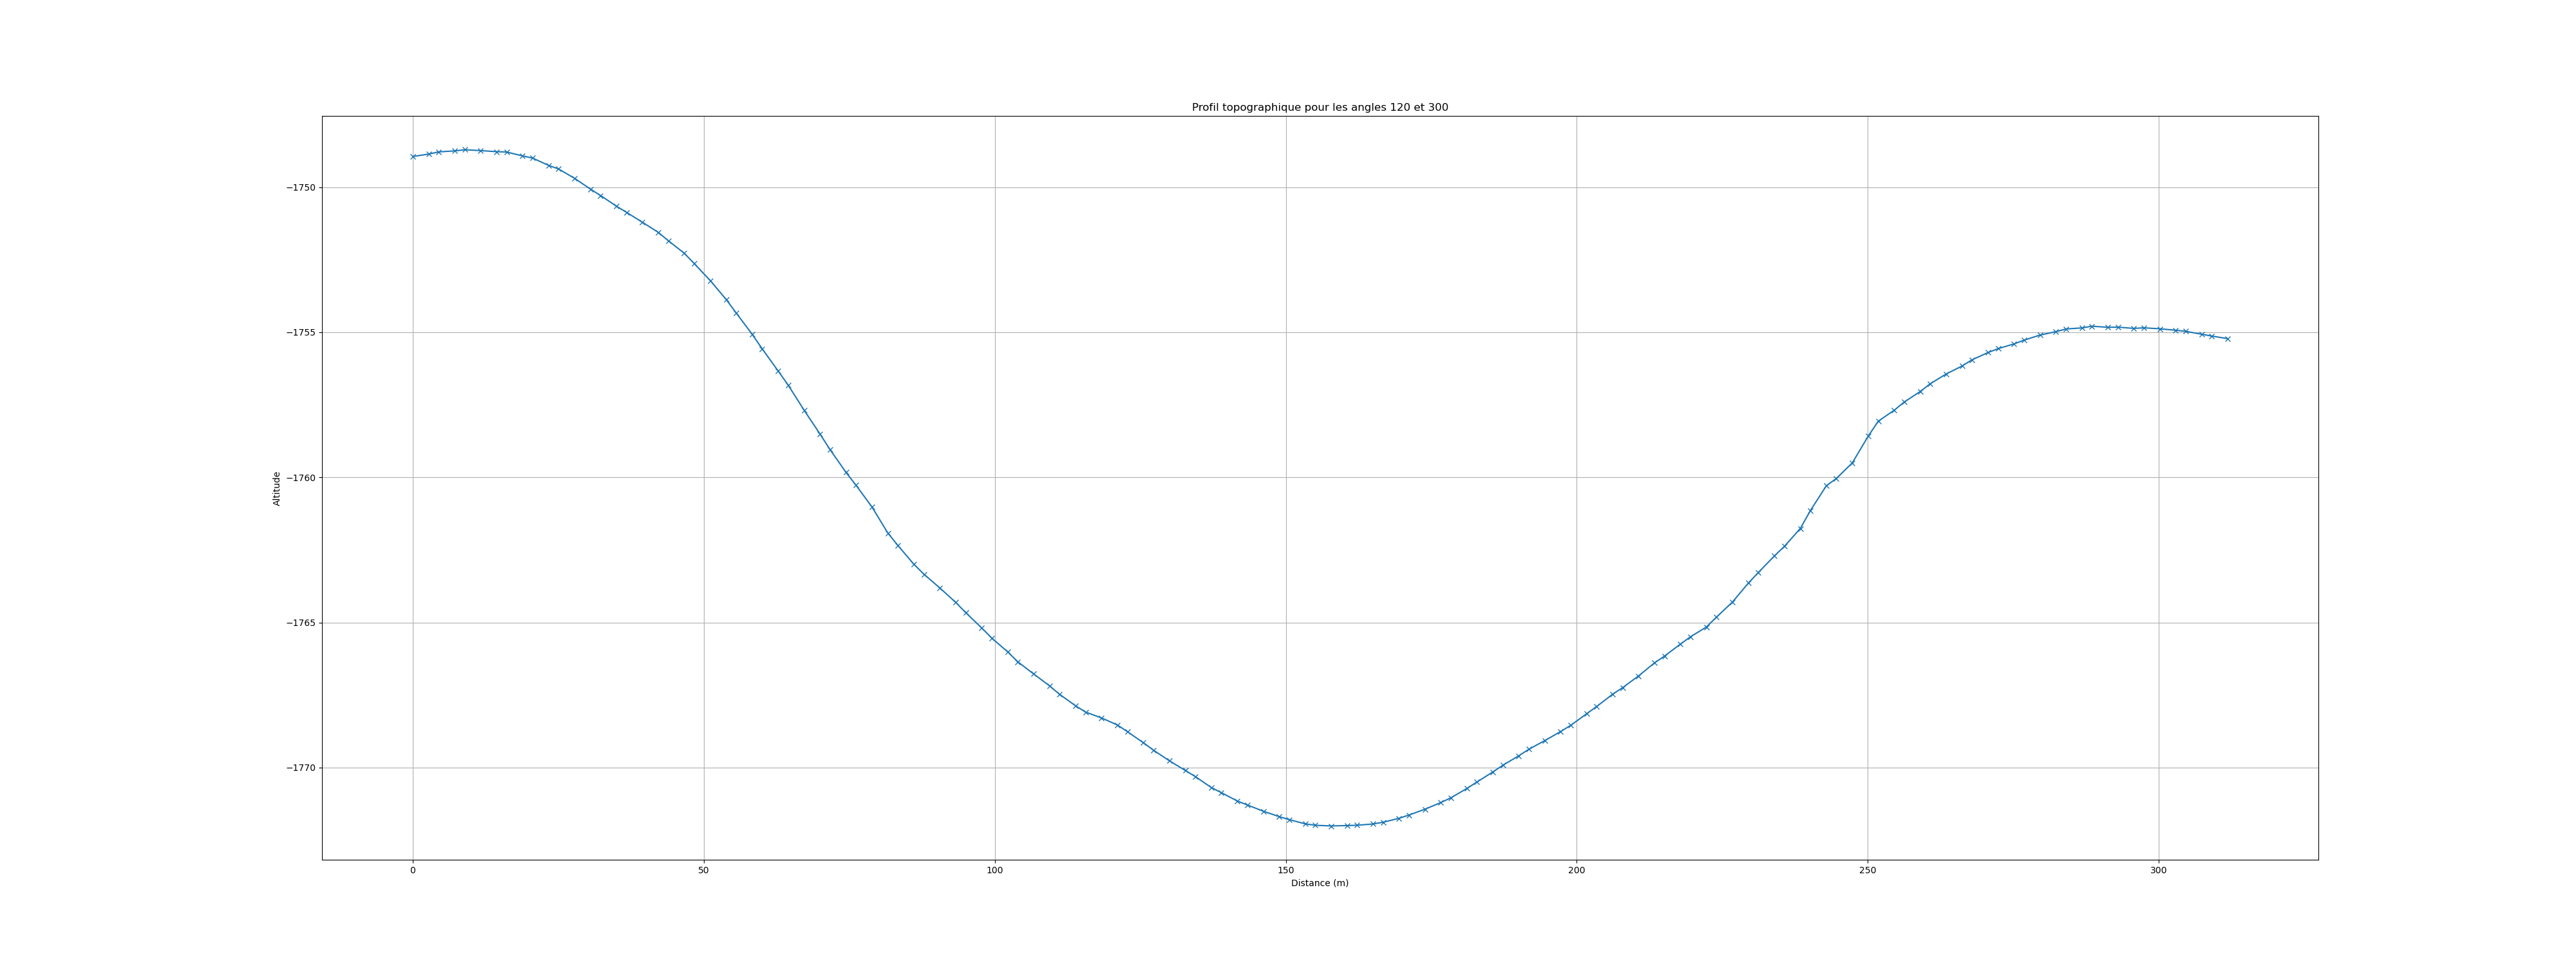 Profil topographique pour les angles 120 et 300
Altitude
−1750
−1755
−1760
−1765
−1770
0 50 100 150 200 250 300
Distance (m)